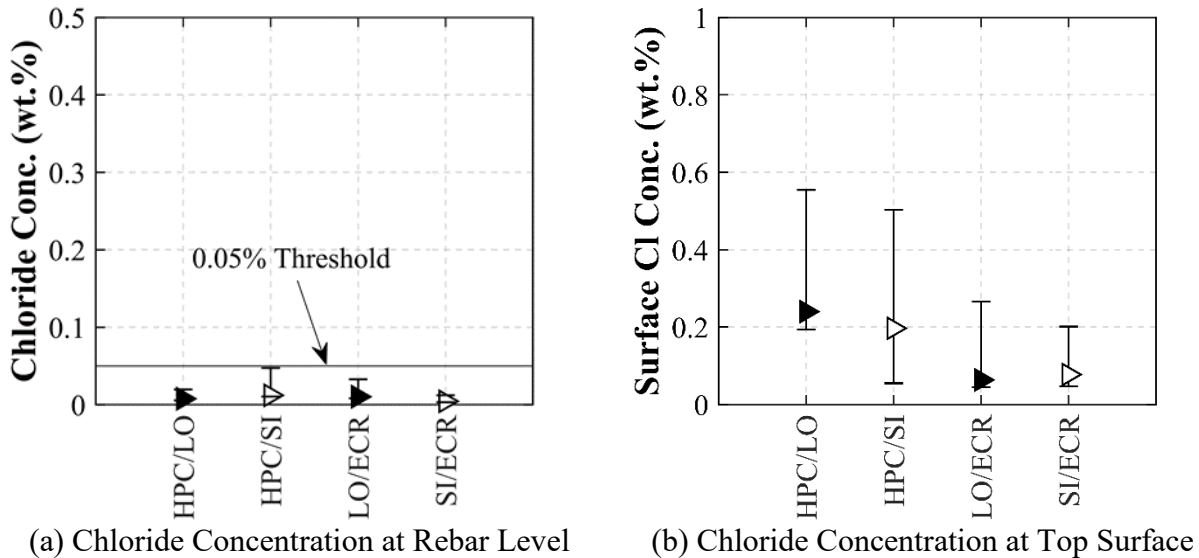 Chloride Conc. (wt.%)
0.5
0.4
0.3
0.2
0.1
0
0.05% Threshold
HPC/LO
HPC/SI
LO/ECR
SI/ECR
(a) Chloride Concentration at Rebar Level
Surface Cl Conc. (wt.%)
1
0.8
0.6
0.4
0.2
0
HPC/LO
HPC/SI
LO/ECR
SI/ECR
(b) Chloride Concentration at Top Surface